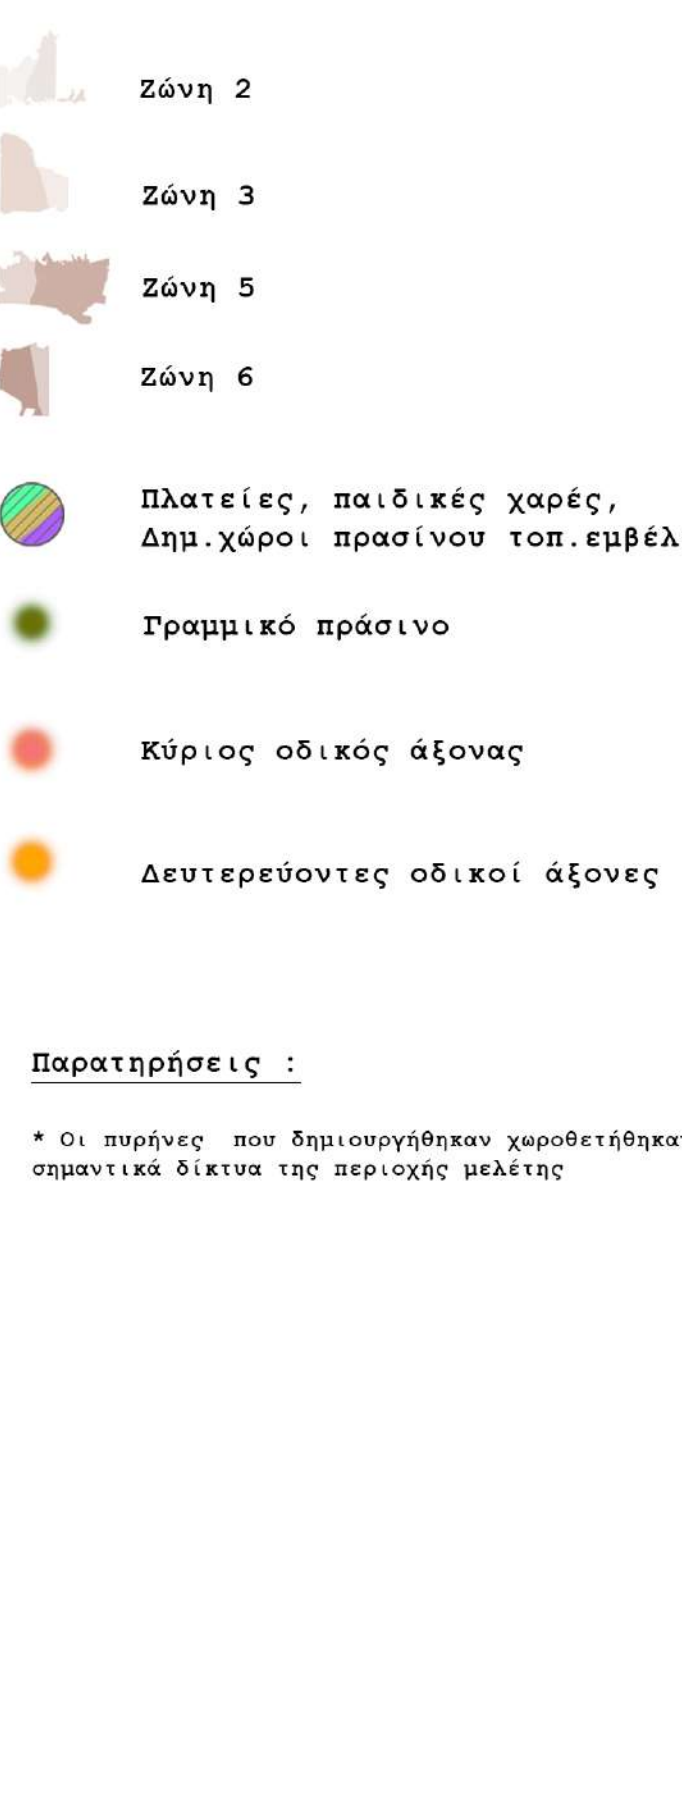 Ζώνη 2
Ζώνη 3
Ζώνη 5
Ζώνη 6
Πλατείες, παιδικές χαρές,
Δημ.χώροι πρασίνου τοπ.εμβέλ
Γραμμικό πράσινο
Κύριος οδικός άξονας
Δευτερεύοντες οδικοί άξονες
Παρατηρήσεις :
* Οι πυρήνες που δημιουργήθηκαν χωροθετήθηκαν
σημαντικά δίκτυα της περιοχής μελέτης